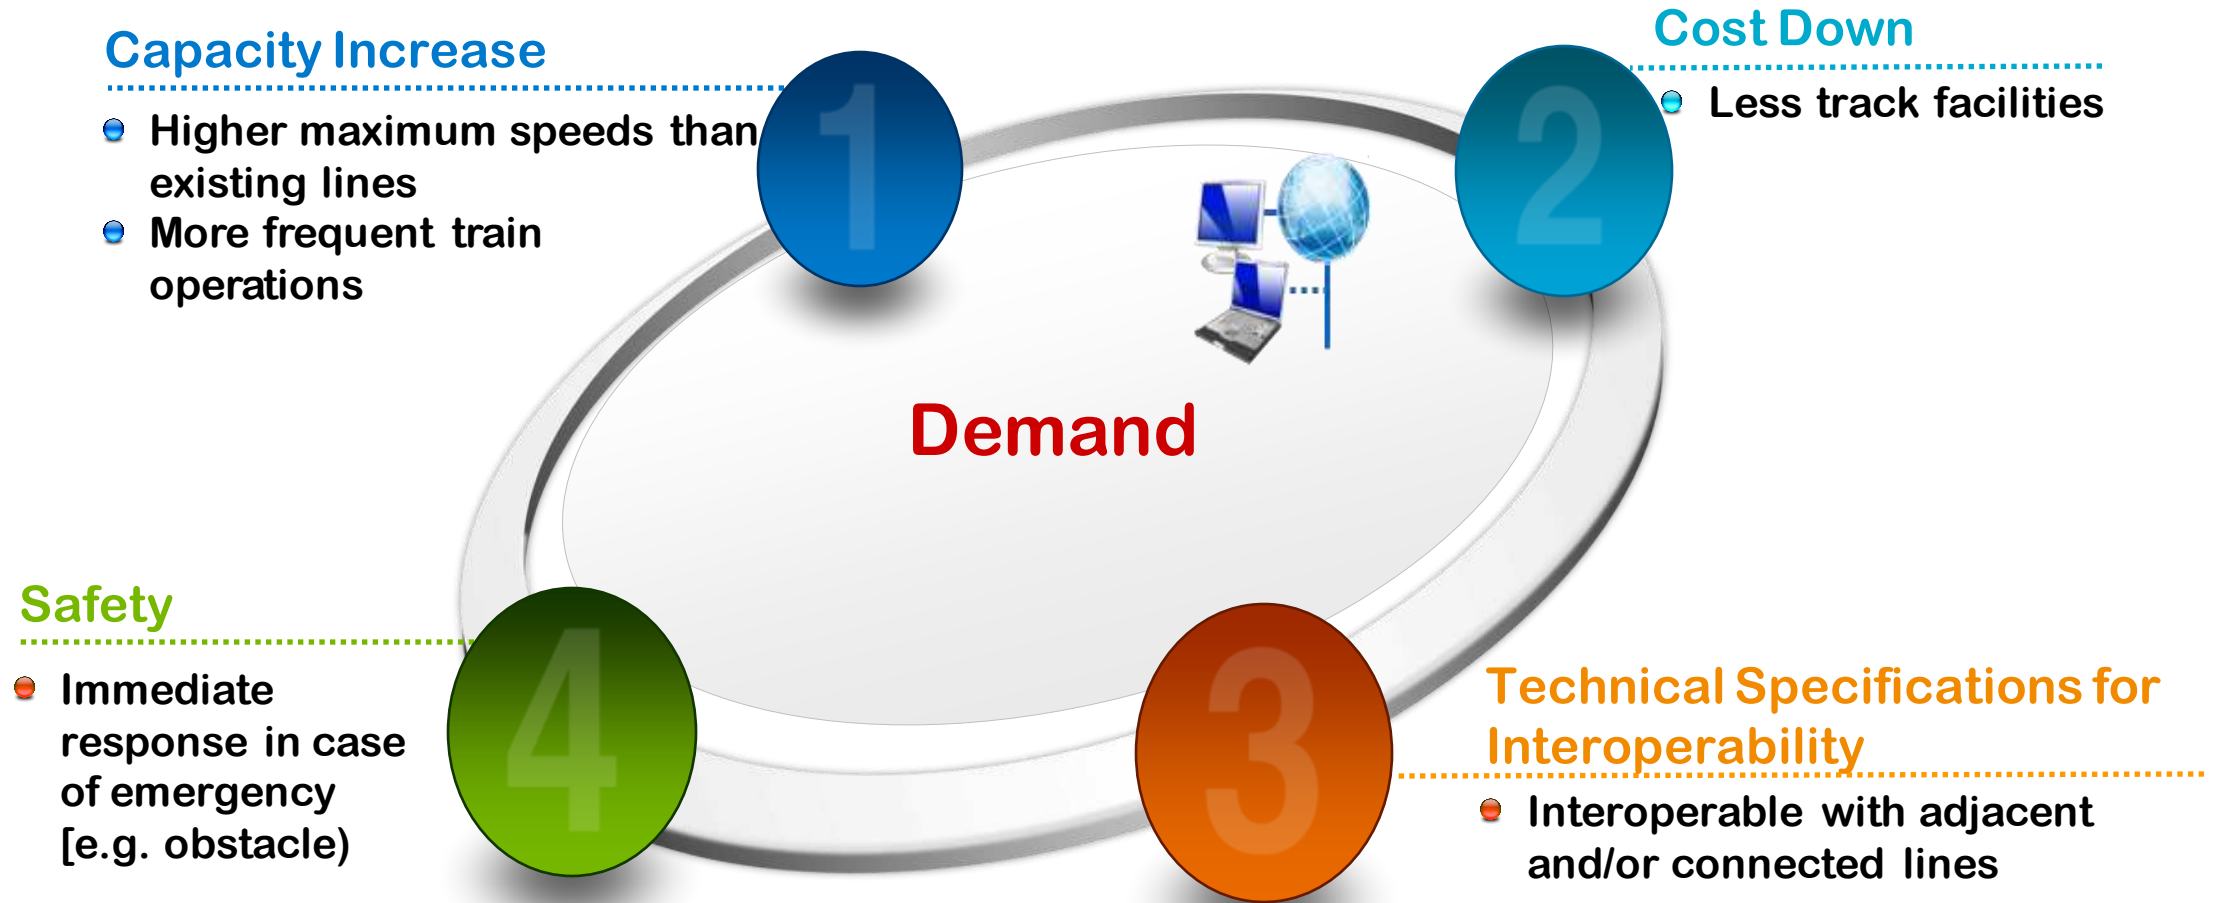 Capacity Increase
Higher maximum speeds than
existing lines
More frequent train
operations
1
Cost Down
Less track facilities
2
Demand
Safety
Immediate
response in case
of emergency
[e.g. obstacle)
4
3
Technical Specifications for
Interoperability
Interoperable with adjacent
and/or connected lines